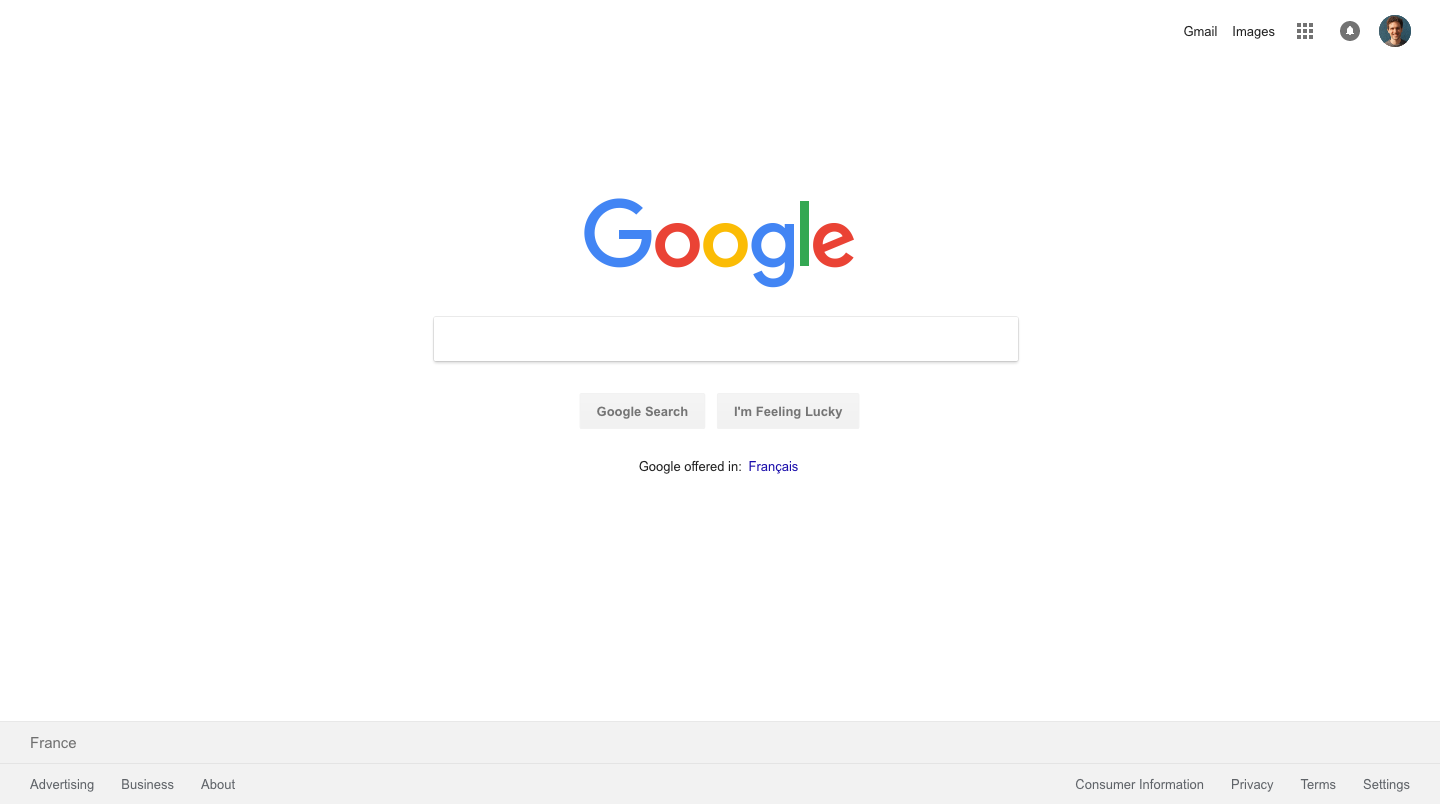 Gmail Images
Google
Google Search I'm Feeling Lucky
Google offered in: Français
France
Advertising Business About Consumer Information Privacy Terms Settings